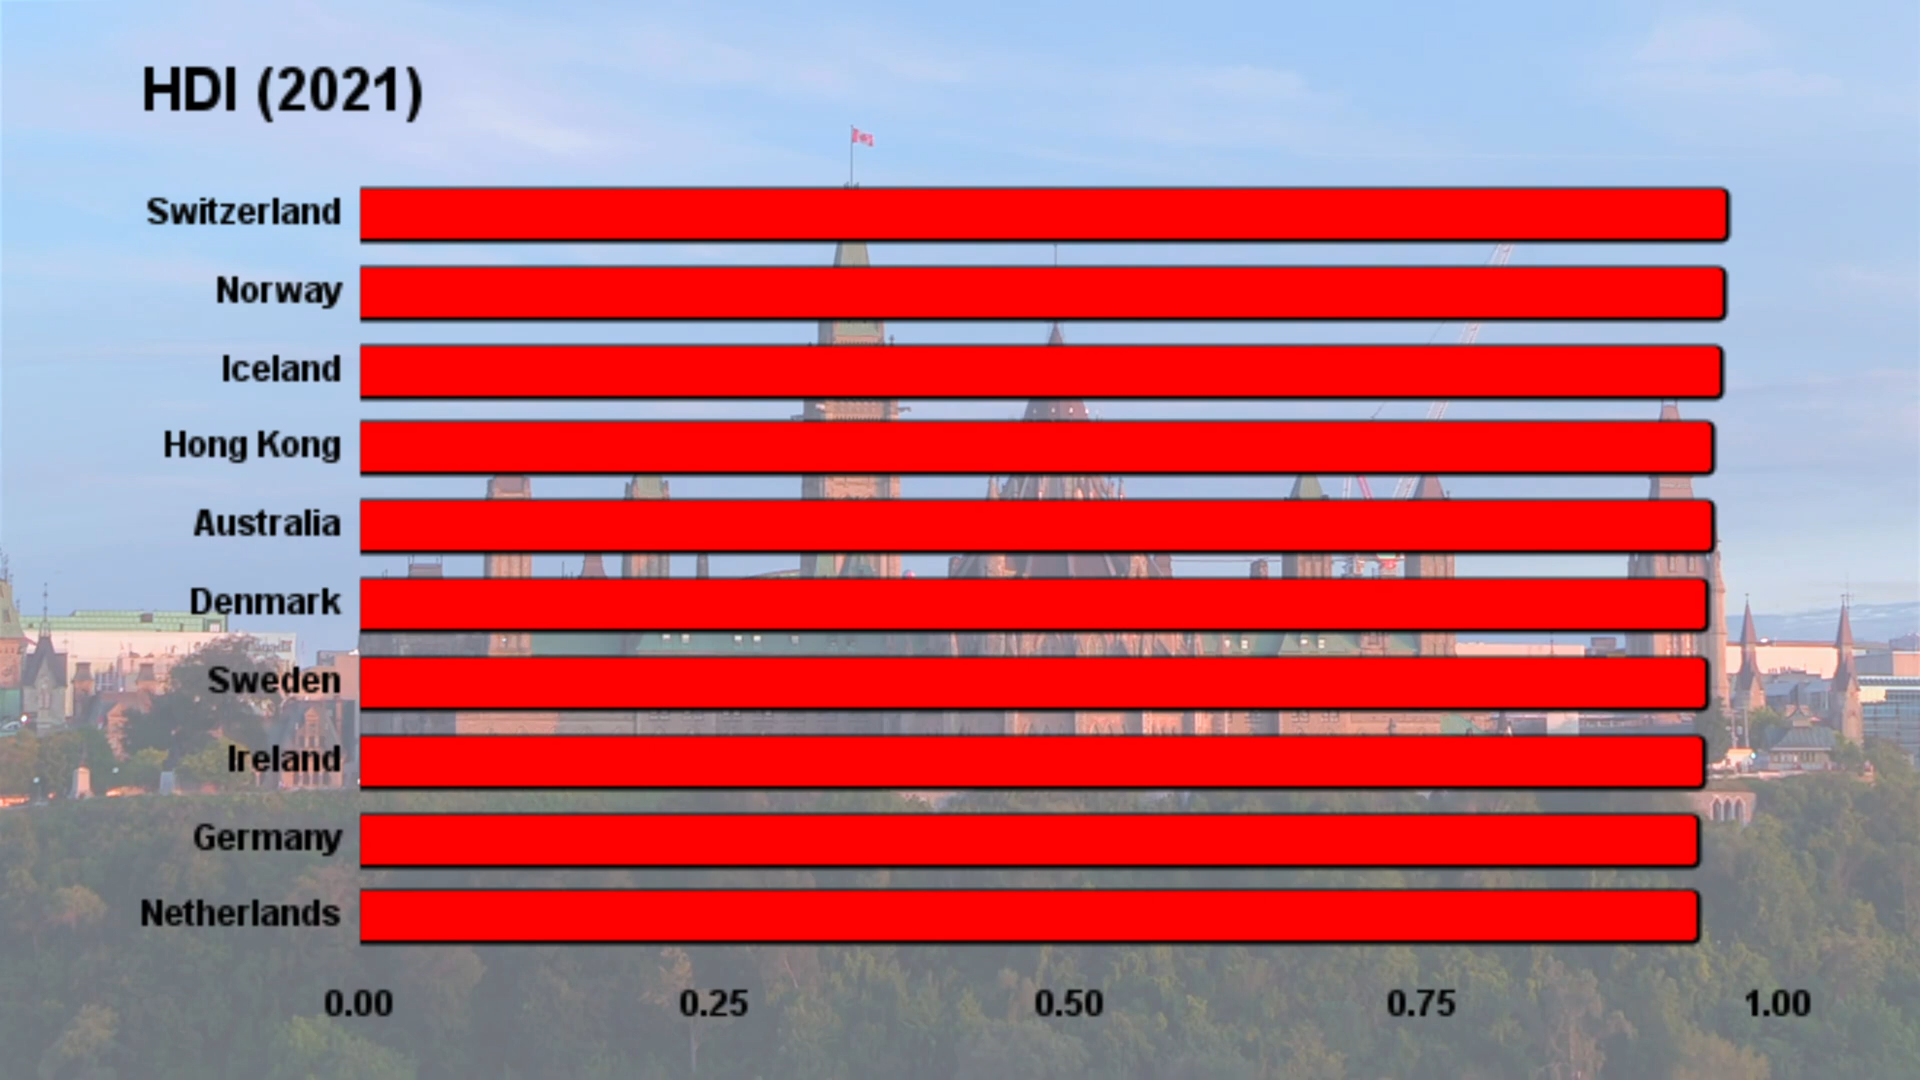 HDI (2021)
Switzerland
Norway
Iceland
Hong Kong
Australia
Denmark
Sweden
Ireland
Germany
Netherlands
0.00 0.25 0.50 0.75 1.00